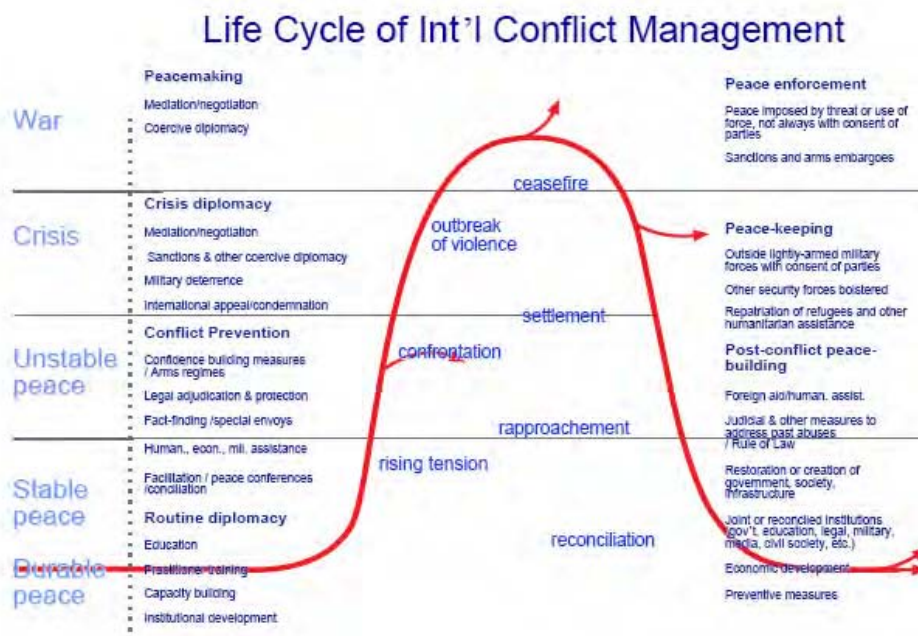 Life Cycle of Int'l Conflict Management
War
Crisis
Unstable
peace
Stable
peace
Durable
peace
Peacemaking
Mediation/negotiation
Coercive diplomacy
Crisis diplomacy
Mediation/negotiation
Sanctions & other coercive diplomacy
Military deterrence
International appeal/condemnation
Conflict Prevention
Confidence building measures
/ Arms regimes
Legal adjudication & protection
Fact-finding /special envoys
Human., econ., mil. assistance
Facilitation / peace conferences
/conciliation
Routine diplomacy
Education
Practitioner training
Capacity building
Institutional development
ceasefire
outbreak
of violence
settlement
confrontation
rapproachement
rising tension
reconciliation
Peace enforcement
Peace imposed by threat or use of
force, not always with consent of
parties
Sanctions and arms embargoes
Peace-keeping
Outside lightly-armed military
forces with consent of parties
Other security forces bolstered
Repatriation of refugees and other
humanitarian assistance
Post-conflict peace-
building
Foreign aid/human. assist.
Judicial & other measures to
address past abuses
/ Rule of Law
Restoration or creation of
government, society,
infrastructure
Joint or reconciled institutions
(gov't, education, legal, military,
media, civil society, etc.)
Economic development
Preventive measures